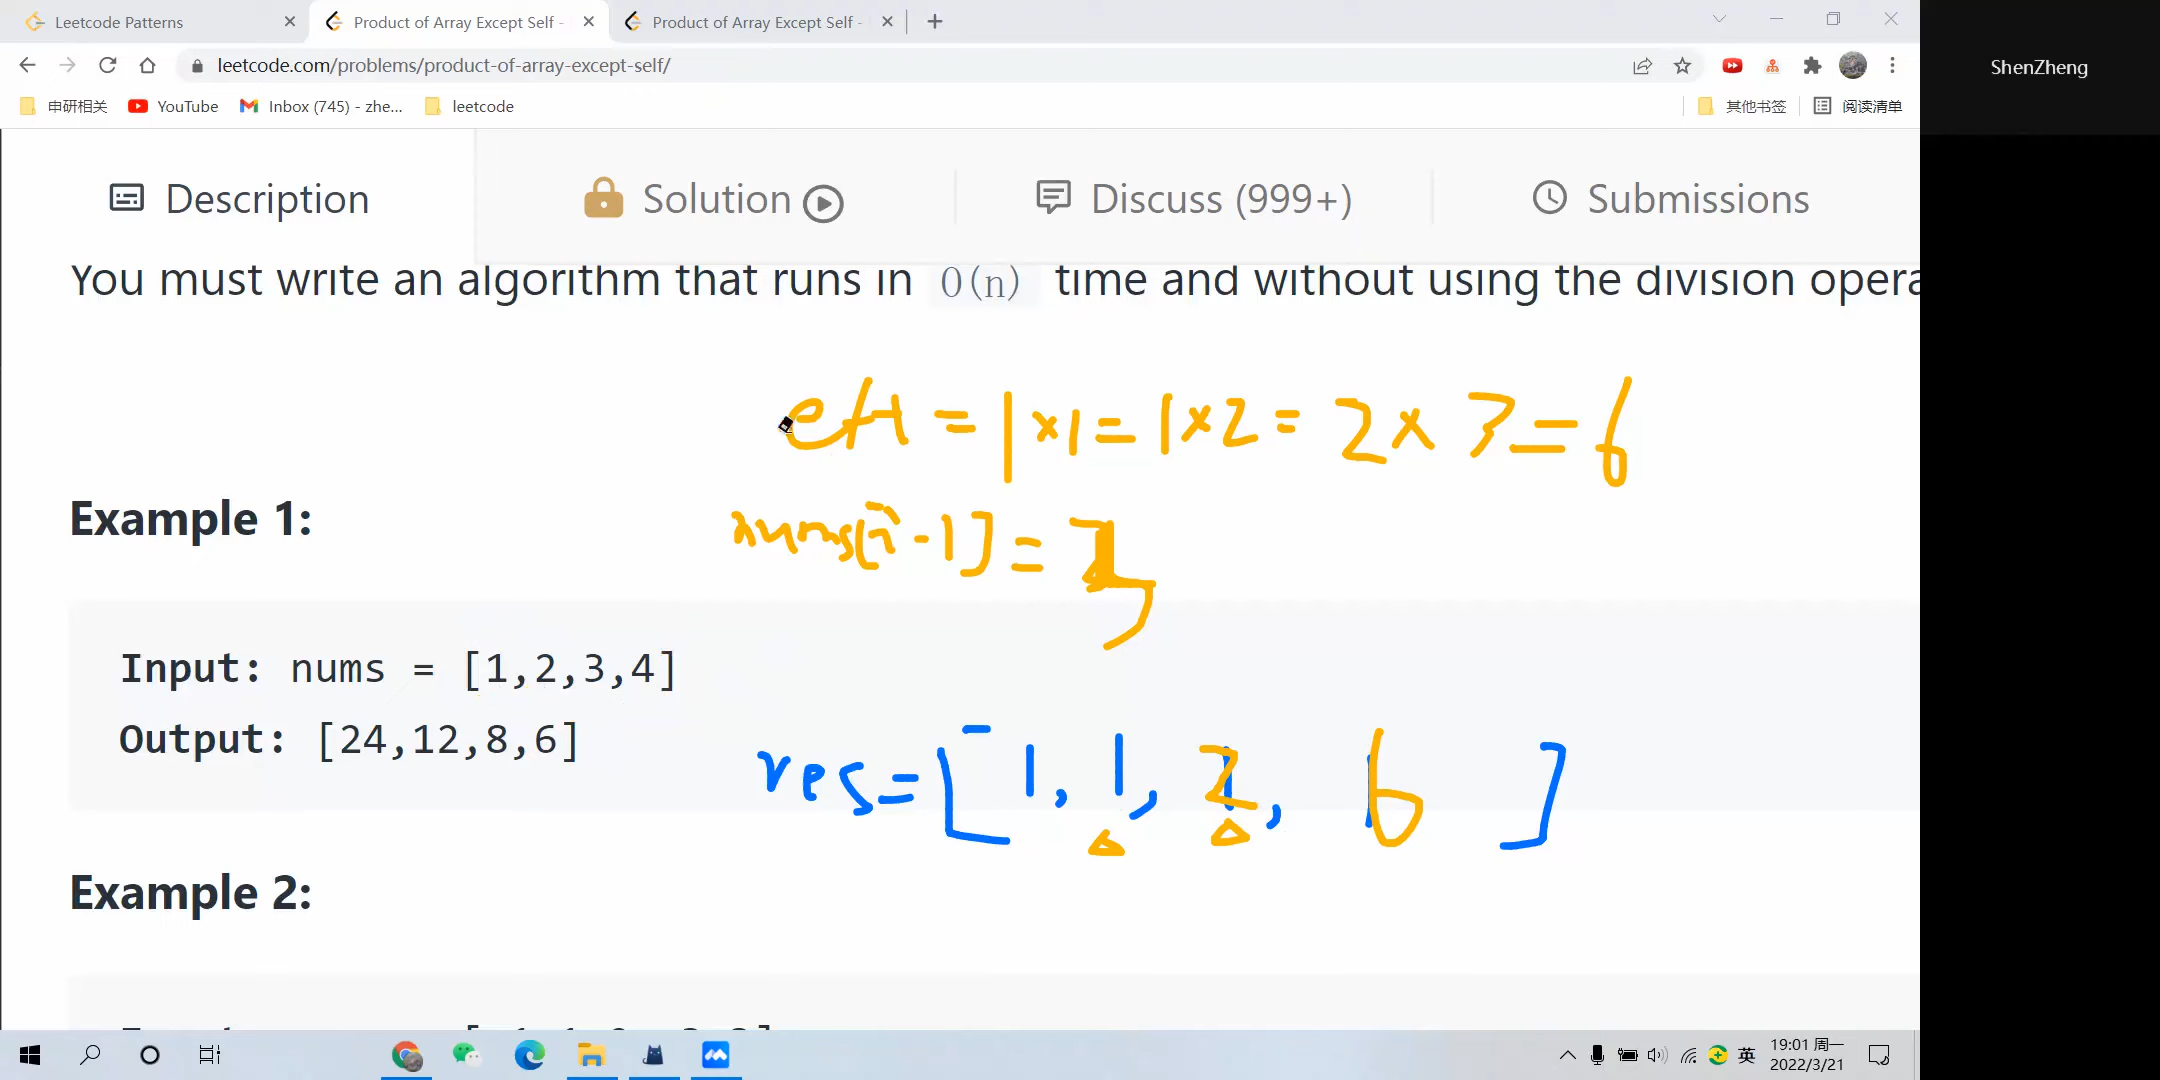 Leetcode Patterns
Product of Array Except Self -
Product of Array Except Self -
ShenZheng
leetcode.com/problems/product-of-array-except-self/
申研相关
YouTube
Inbox (745) - zhe...
leetcode
其他书签
阅读清单
Description
Solution
Discuss (999+)
Submissions
You must write an algorithm that runs in O(n) time and without using the division opera
= 1 × 1 = 1 × 2 = 2 × 3 = 6
Example 1:
nums[i-1] =
Input: nums = [1,2,3,4]
Output: [24,12,8,6]
res = [ 1, 1, 2, 6 ]
Example 2:
英
19:01 周一
2022/3/21